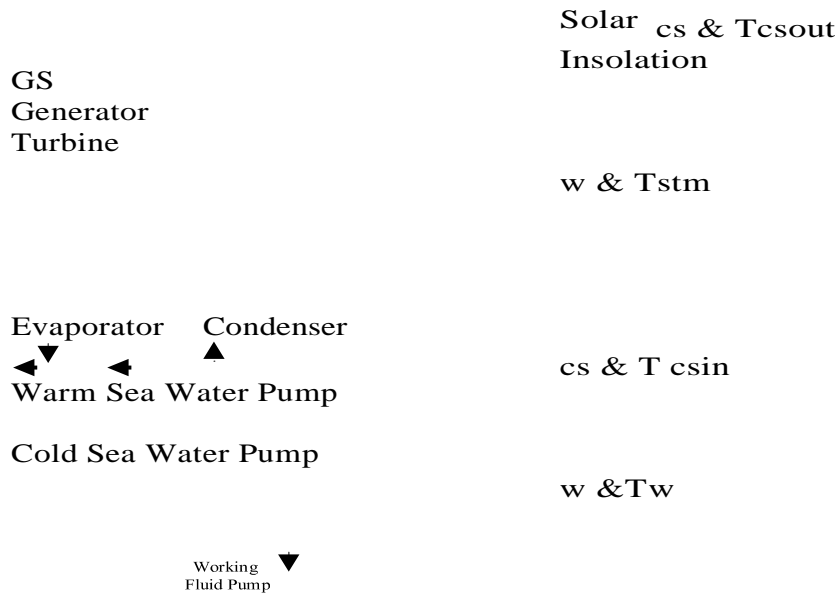 Solar cs & Tcsout
Insolation
GS
Generator
Turbine
w & Tstm
Evaporator Condenser
cs & T csin
Warm Sea Water Pump
Cold Sea Water Pump
w &Tw
Working
Fluid Pump